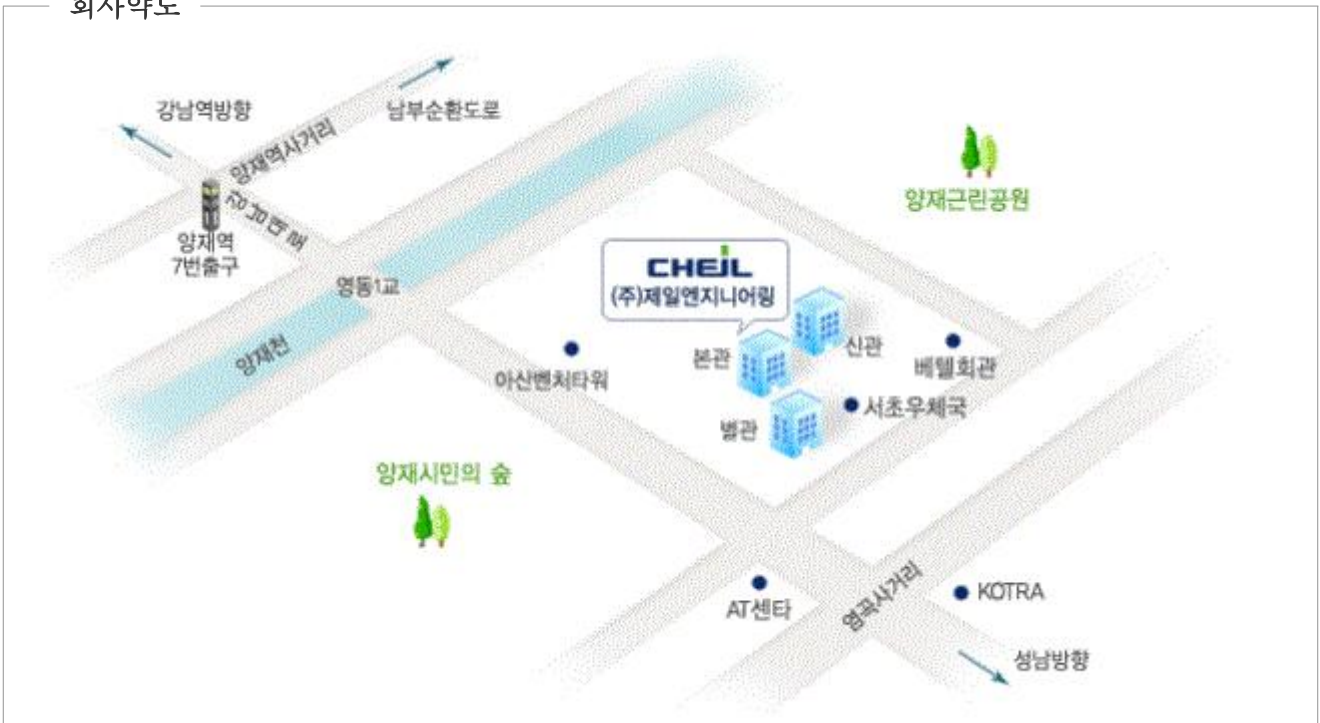 회사약도
강남역방향
남부순환도로
양재역사거리
양재역
7번출구
영동1교
양재천
양재근린공원
CHEIL
(주)제일엔지니어링
본관
신관
별관
아산벤처타워
베델회관
서초우체국
양재시민의 숲
AT센타
염곡사거리
KOTRA
성남방향